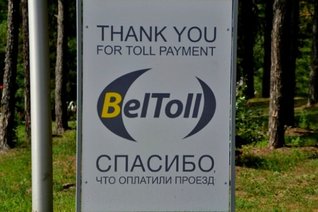 THANK YOU
FOR TOLL PAYMENT
BelToll
СПАСИБО,
ЧТО ОПЛАТИЛИ ПРОЕЗД